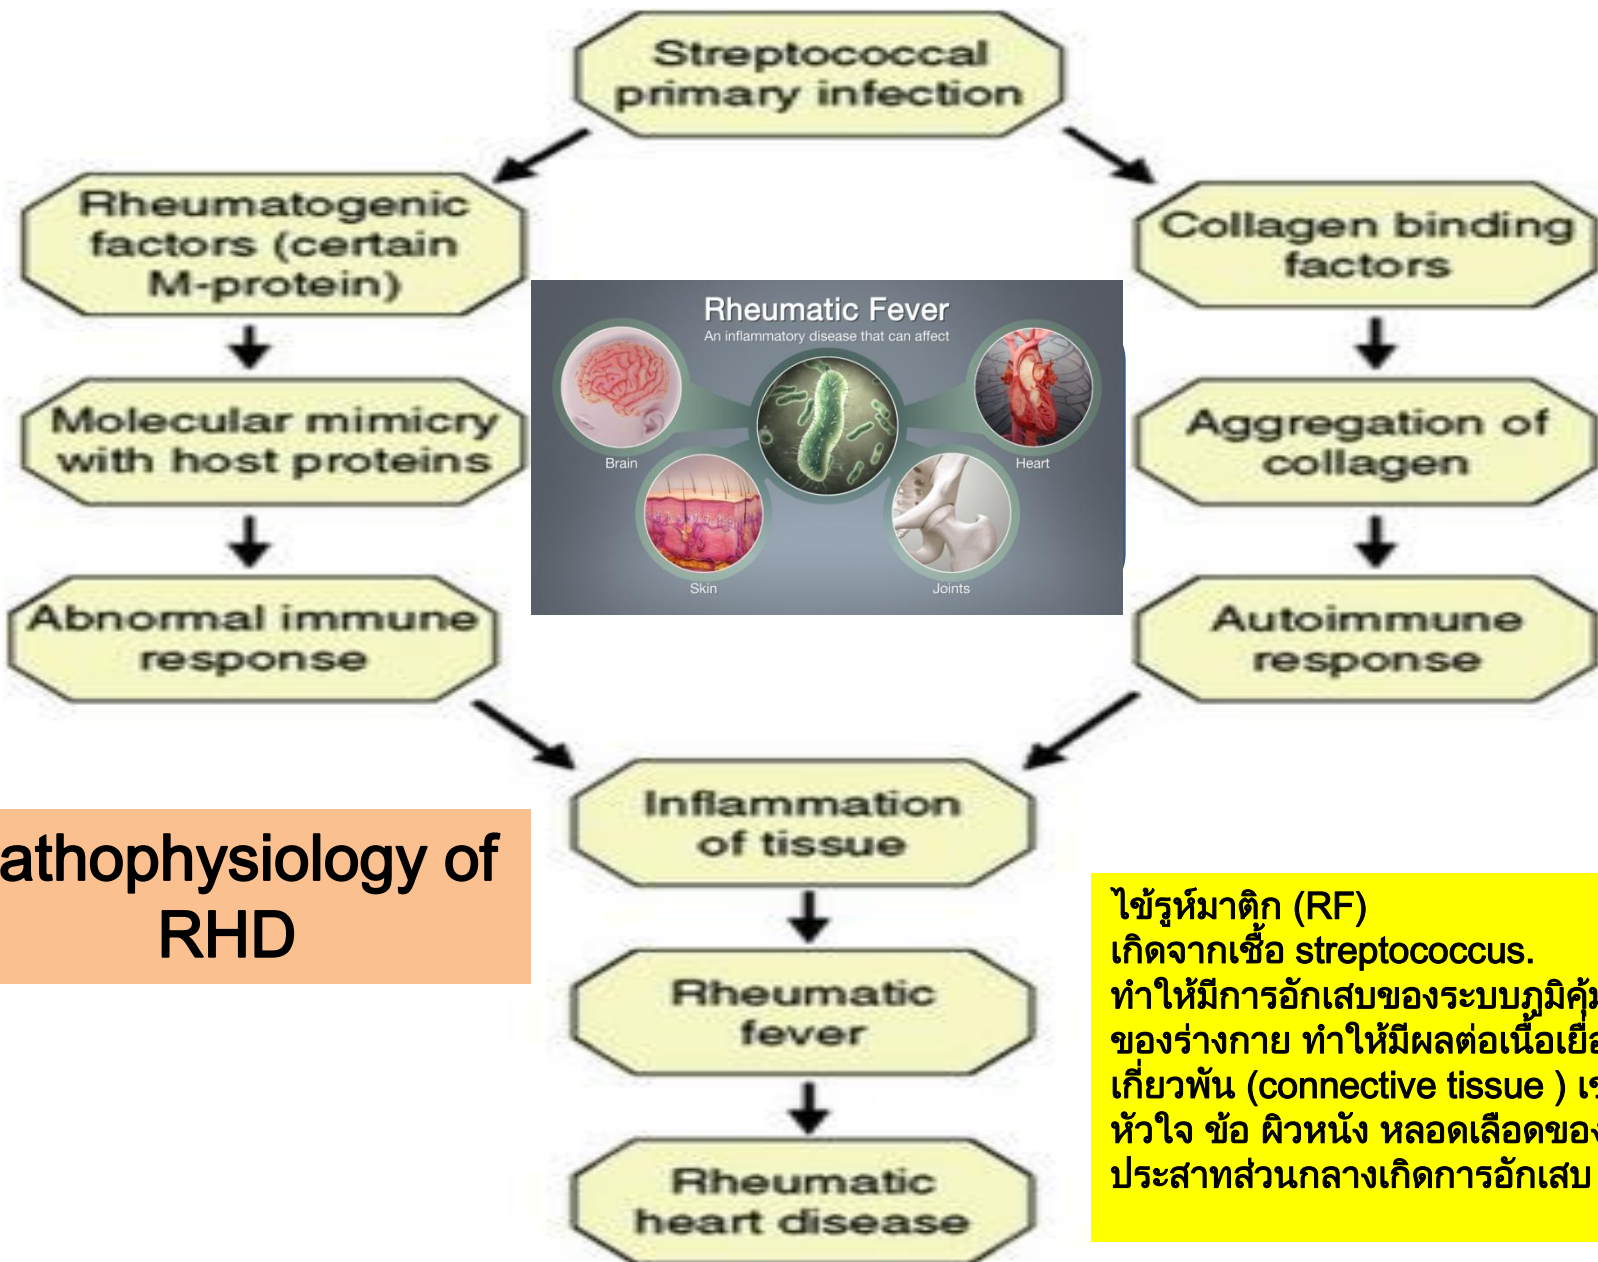 Streptococcal
primary infection
Rheumatogenic
factors (certain
M-protein)
Collagen binding
factors
Rheumatic Fever
An inflammatory disease that can affect
Brain
Heart
Skin
Joints
Molecular mimicry
with host proteins
Aggregation of
collagen
Abnormal immune
response
Autoimmune
response
Inflammation
of tissue
athophysiology of
RHD
Rheumatic
fever
Rheumatic
heart disease
ไข้รูห์มาติก (RF)
เกิดจากเชื้อ streptococcus.
ทำให้มีการอักเสบของระบบภูมิคุ้ม
ของร่างกาย ทำให้มีผลต่อเนื้อเยื่อ
เกี่ยวพัน (connective tissue )
หัวใจ ข้อ ผิวหนัง หลอดเลือดของ
ประสาทส่วนกลางเกิดการอักเสบ